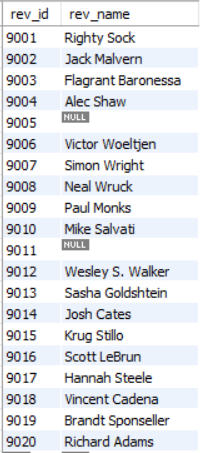 rev_id rev_name
9001 Righty Sock
9002 Jack Malvern
9003 Flagrant Baronessa
9004 Alec Shaw
9005 NULL
9006 Victor Woeltjen
9007 Simon Wright
9008 Neal Wruck
9009 Paul Monks
9010 Mike Salvati
9011 NULL
9012 Wesley S. Walker
9013 Sasha Goldshtein
9014 Josh Cates
9015 Krug Stillo
9016 Scott LeBrun
9017 Hannah Steele
9018 Vincent Cadena
9019 Brandt Sponseller
9020 Richard Adams